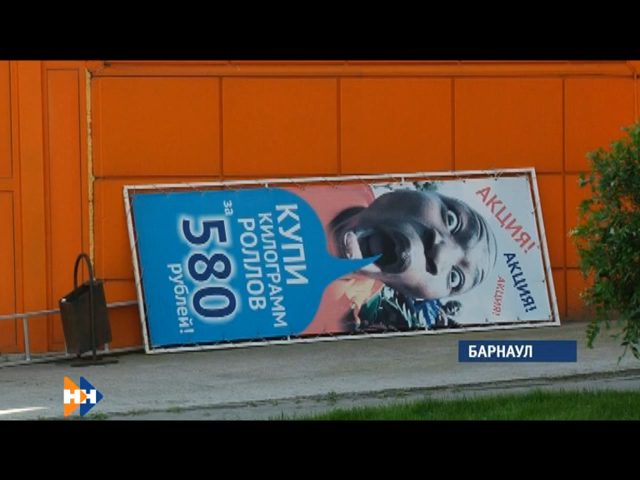 АКЦИЯ!
АКЦИЯ!
АКЦИЯ!
КУПИ
КИЛОГРАММ
РОЛЛОВ
за
580
рублей!
БАРНАУЛ
НН